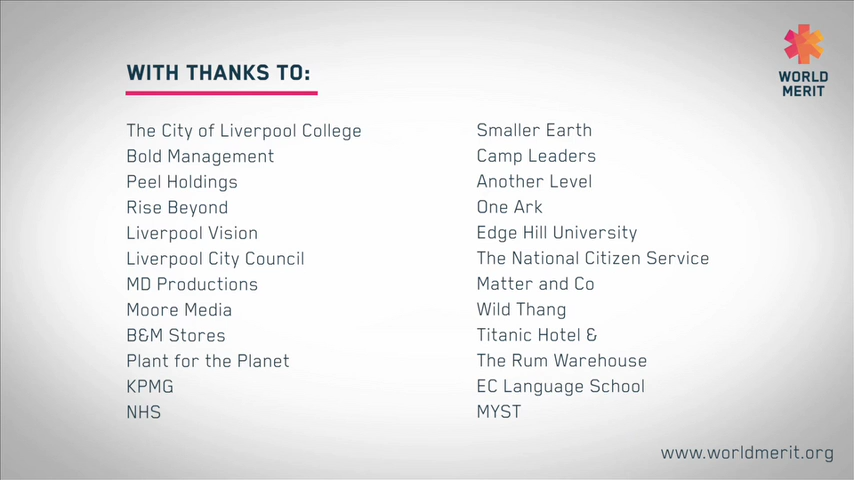 WITH THANKS TO:
The City of Liverpool College
Bold Management
Peel Holdings
Rise Beyond
Liverpool Vision
Liverpool City Council
MD Productions
Moore Media
B&M Stores
Plant for the Planet
KPMG
NHS
Smaller Earth
Camp Leaders
Another Level
One Ark
Edge Hill University
The National Citizen Service
Matter and Co
Wild Thang
Titanic Hotel &
The Rum Warehouse
EC Language School
MYST
WORLD
MERIT
www.worldmerit.org